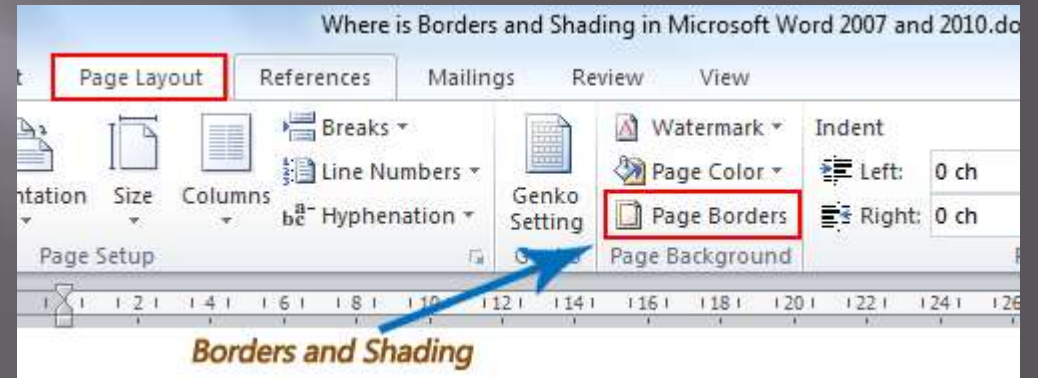 Where is Borders and Shading in Microsoft Word 2007 and 2010.do
t Page Layout References Mailings Review View
Breaks Watermark Indent
Line Numbers Page Color Left: 0 ch
ntation Size Columns Genko Setting
Hyphenation Page Borders Right: 0 ch
Page Setup Page Background
2 4 6 8 10 12 14 16 18 20 22 24 26
Borders and Shading